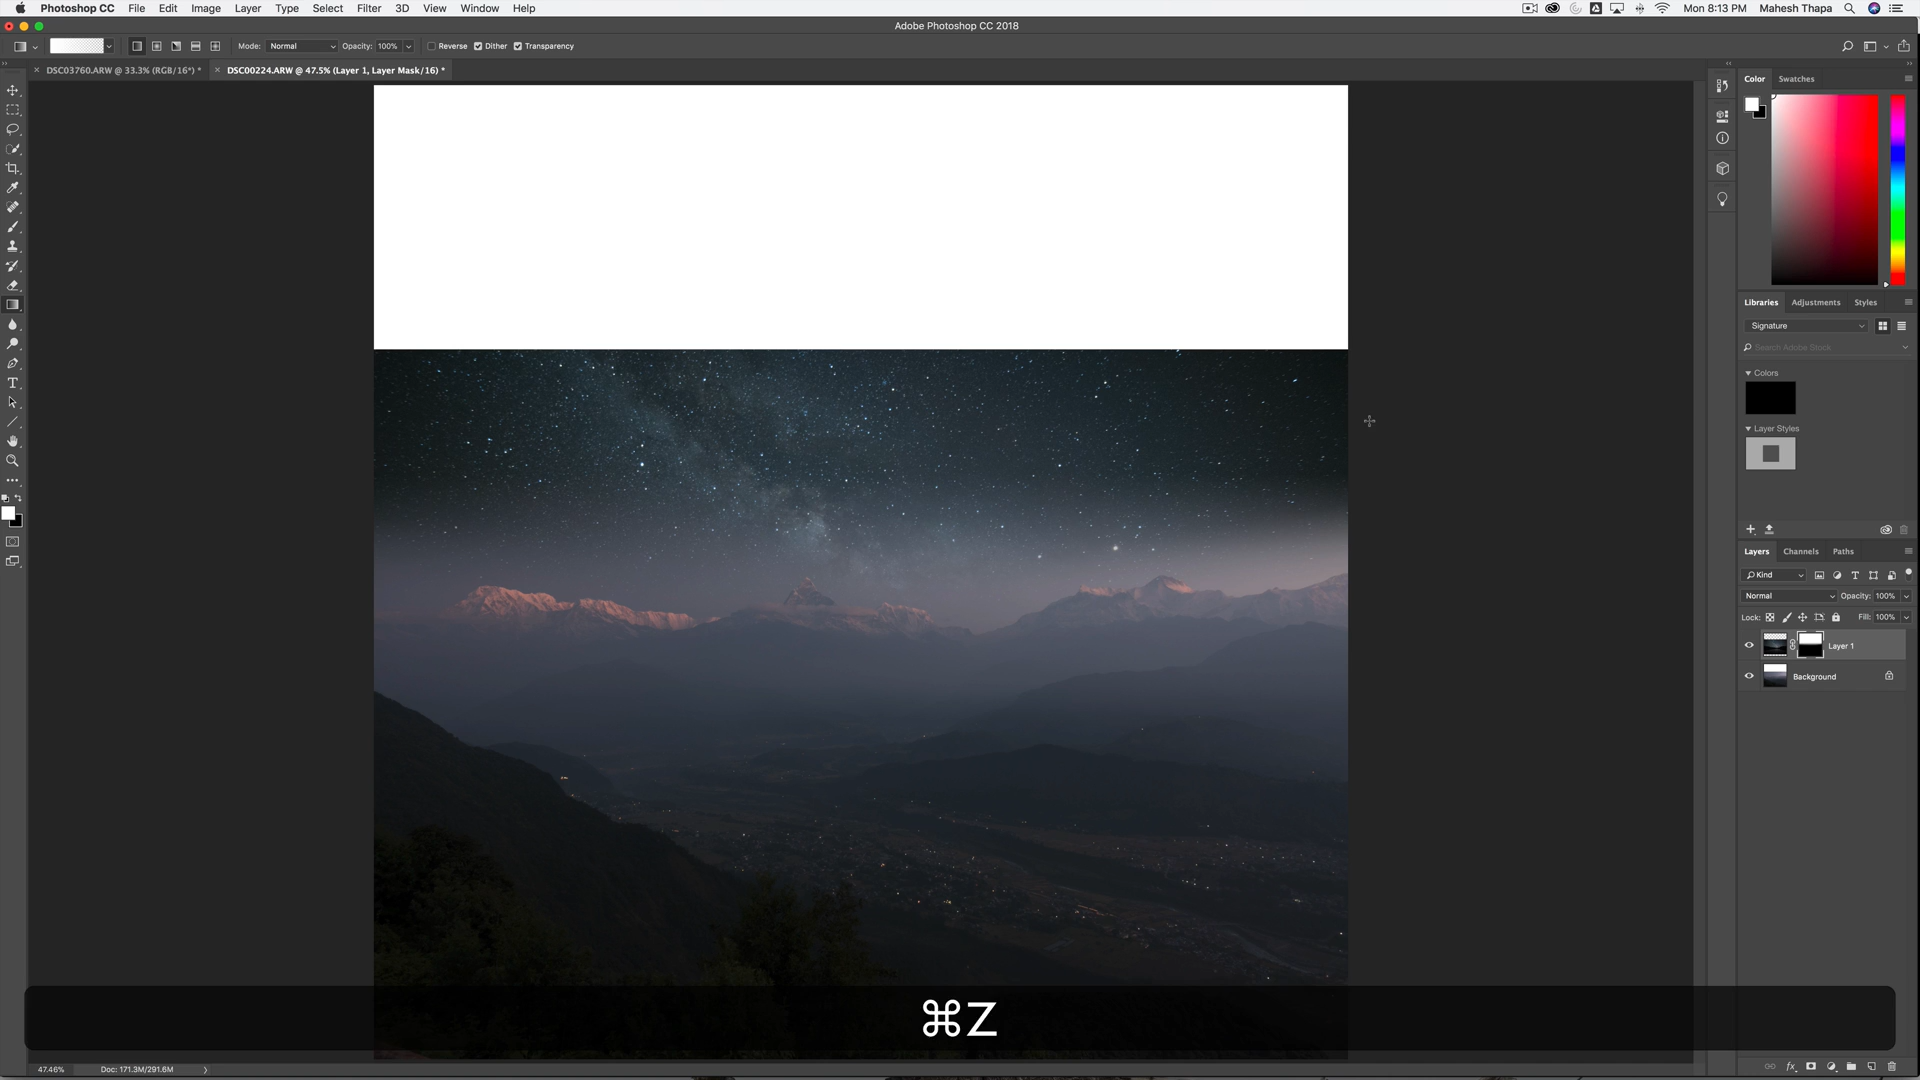 Photoshop CC File Edit Image Layer Type Select Filter 3D View Window Help Mon 8:13 PM Mahesh Thapa
Adobe Photoshop CC 2018
Mode: Normal Opacity: 100% Reverse Dither Transparency
DSC03760.ARW @ 33.3% (RGB/16*) * DSC00224.ARW @ 47.5% (Layer 1, Layer Mask/16) *
Color Swatches
Libraries Adjustments Styles
Signature
Search Adobe Stock
Colors
Layer Styles
Layers Channels Paths
Kind
Normal Opacity: 100%
Lock: Fill: 100%
Layer 1
Background
⌘Z
47.46% Doc: 171.3M/291.6M